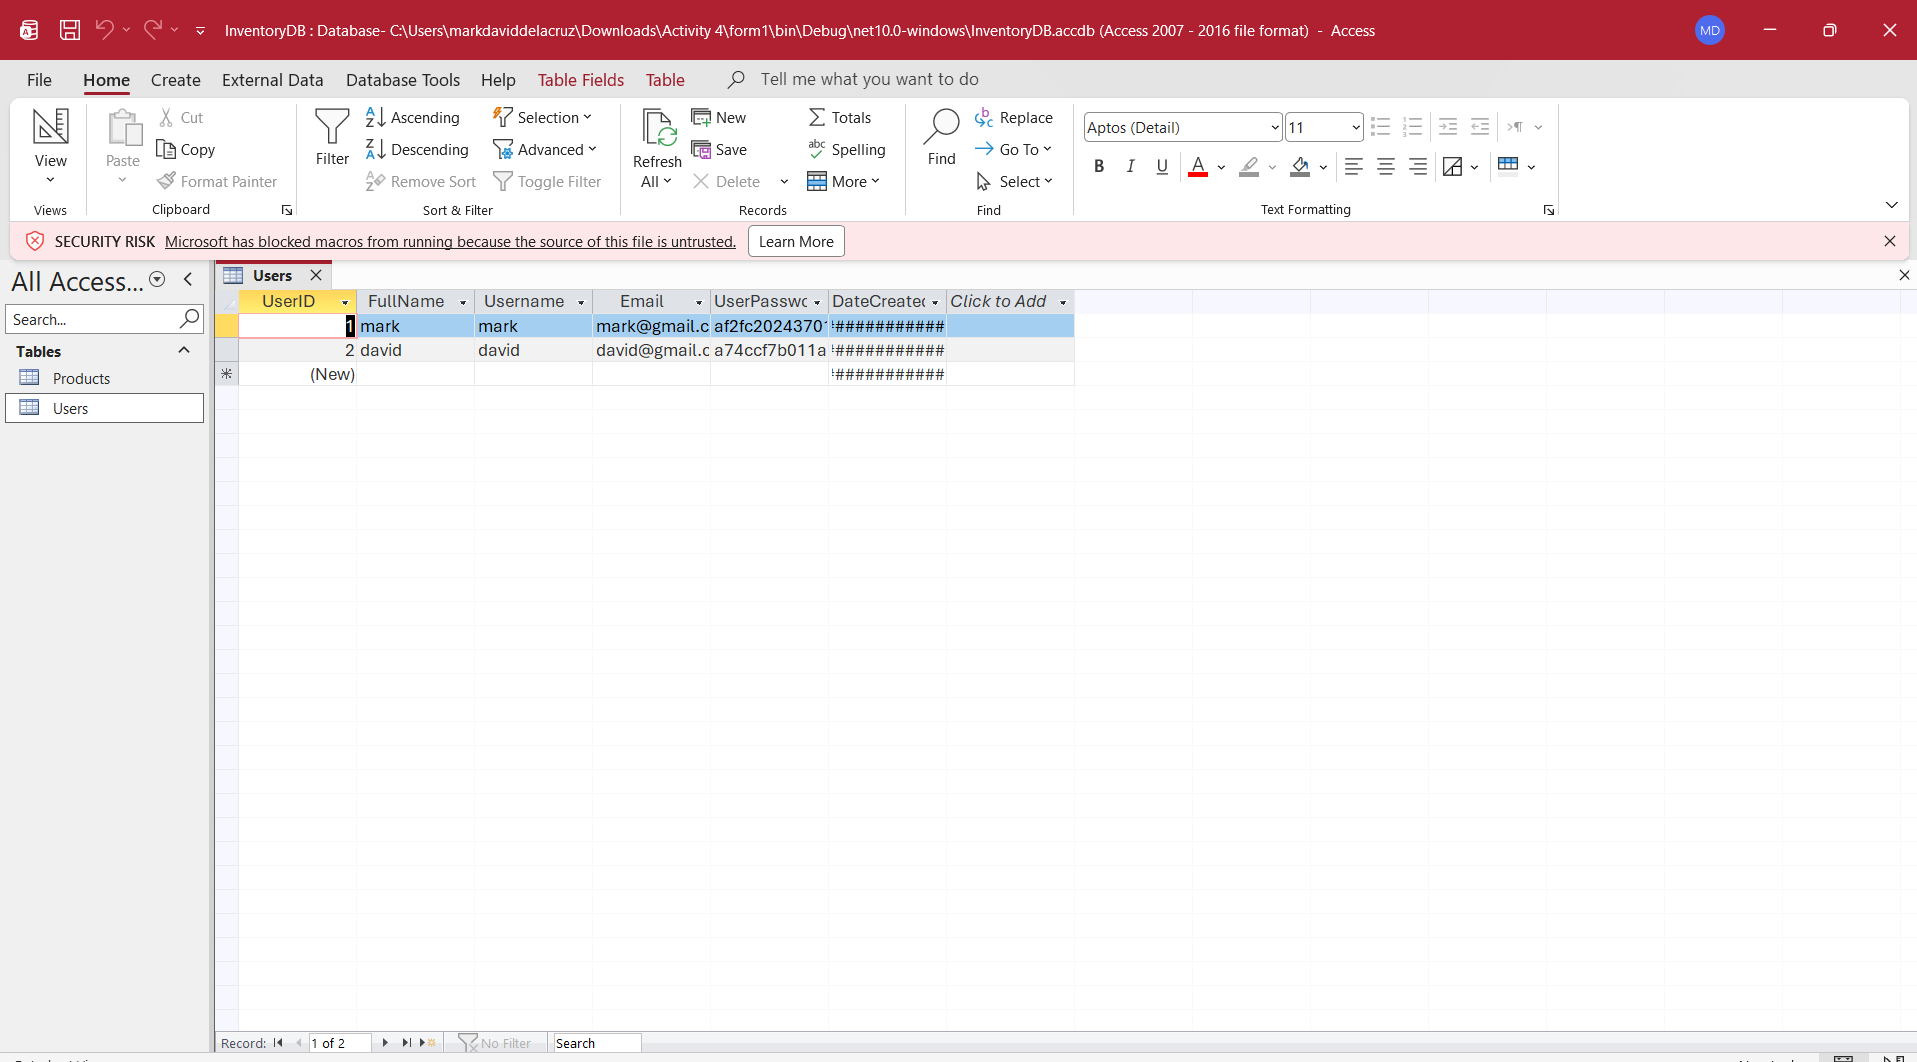 InventoryDB : Database- C:\Users\markdaviddelacruz\Downloads\Activity 4\form1\bin\Debug\net10.0-windows\InventoryDB.accdb (Access 2007 - 2016 file format) - Access
MD
File Home Create External Data Database Tools Help Table Fields Table Tell me what you want to do
View
Views
Paste
Cut
Copy
Format Painter
Clipboard
Filter
Ascending
Descending
Remove Sort
Selection
Advanced
Toggle Filter
Sort & Filter
Refresh
All
New
Save
Delete
Totals
Spelling
More
Records
Find
Replace
Go To
Select
Find
Aptos (Detail) 11
B I U A
Text Formatting
SECURITY RISK Microsoft has blocked macros from running because the source of this file is untrusted. Learn More
All Access...
Search...
Tables
Products
Users
Users
UserID FullName Username Email UserPasswo DateCreated Click to Add
1 mark mark mark@gmail.c af2fc20243701 ############
2 david david david@gmail.c a74ccf7b011a ############
(New) ############
Record: 1 of 2 No Filter Search